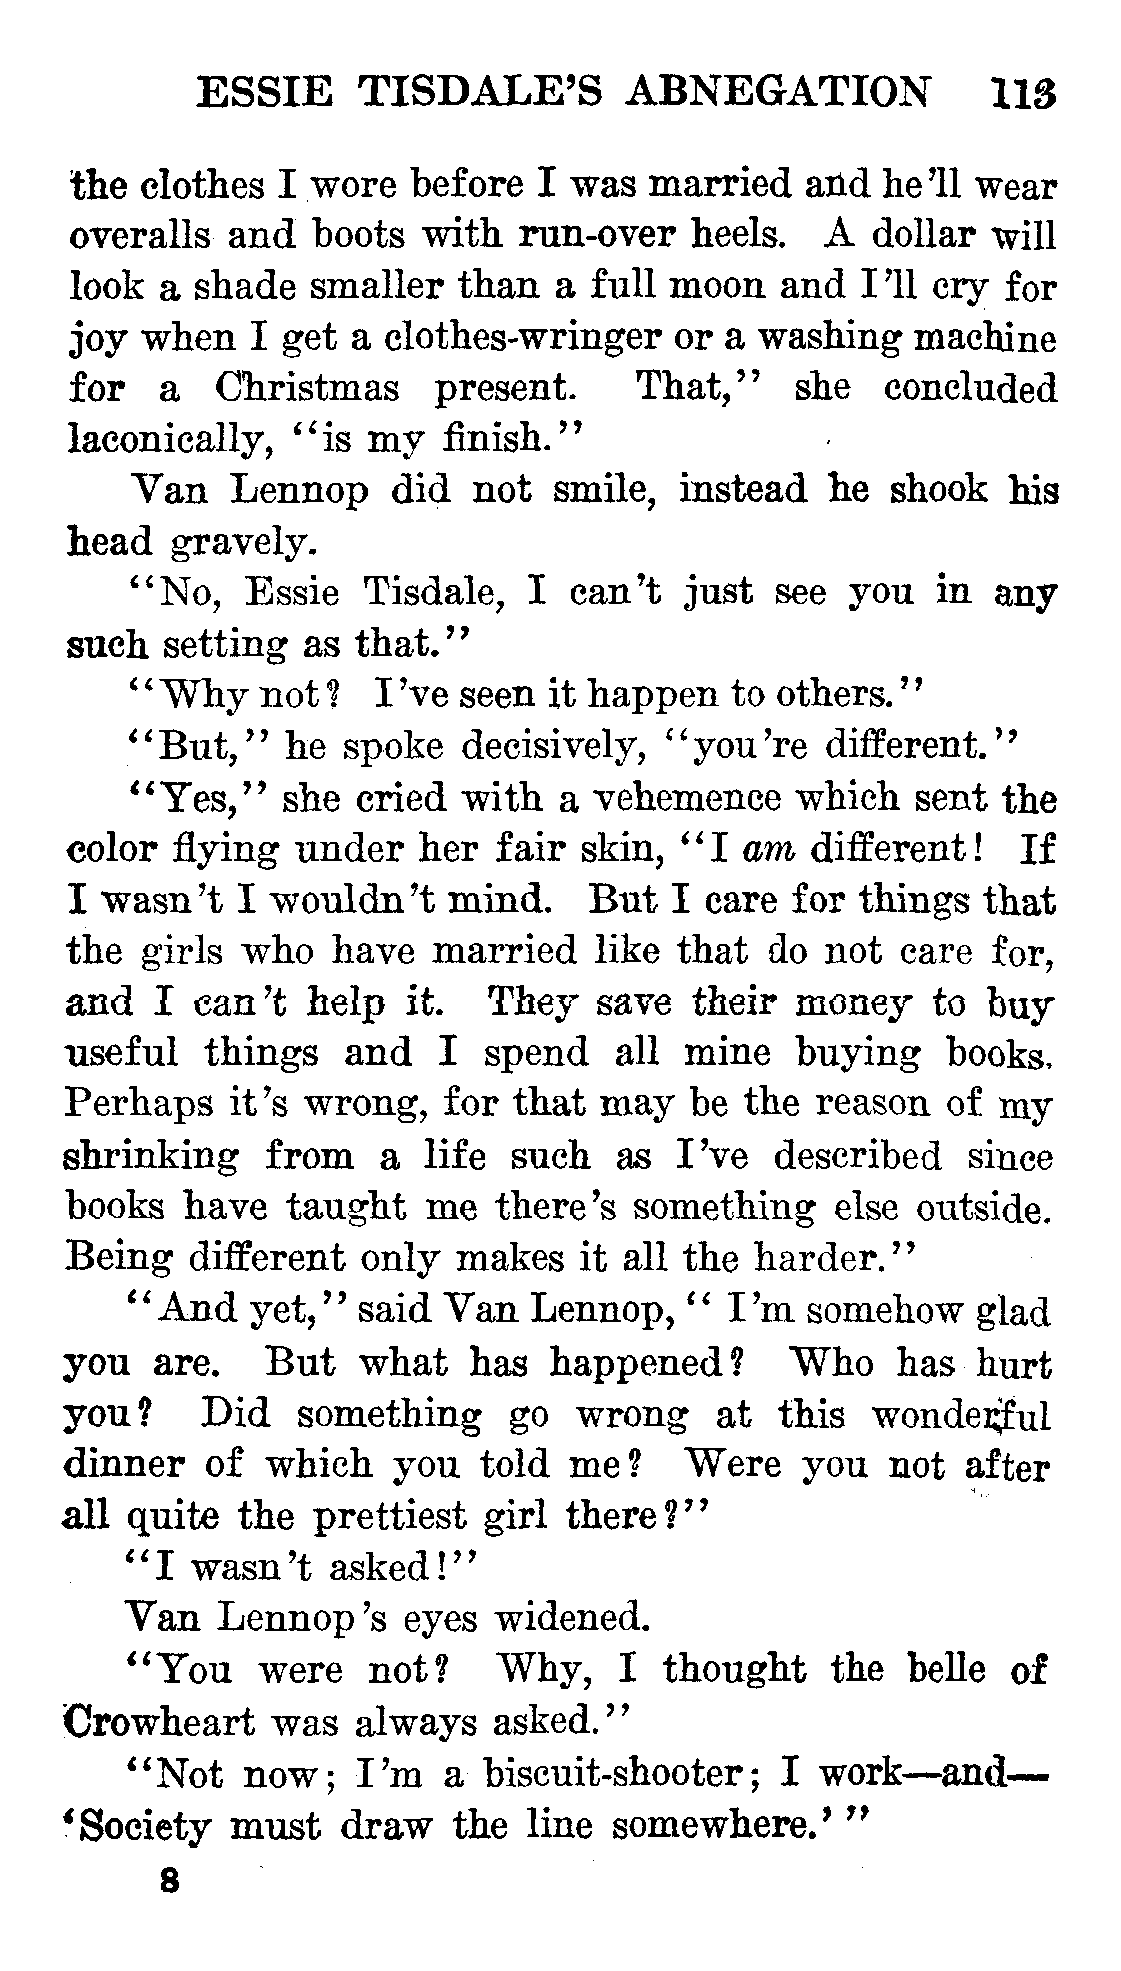 ESSIE TISDALE'S ABNEGATION 113
the clothes I wore before I was married and he'll wear
overalls and boots with run-over heels. A dollar will
look a shade smaller than a full moon and I'll cry for
joy when I get a clothes-wringer or a washing machine
for a Christmas present. That," she concluded
laconically, "is my finish."
Van Lennop did not smile, instead he shook his
head gravely.
"No, Essie Tisdale, I can't just see you in any
such setting as that."
"Why not? I've seen it happen to others."
"But," he spoke decisively, "you're different."
"Yes," she cried with a vehemence which sent the
color flying under her fair skin, "I am different! If
I wasn't I wouldn't mind. But I care for things that
the girls who have married like that do not care for,
and I can't help it. They save their money to buy
useful things and I spend all mine buying books.
Perhaps it's wrong, for that may be the reason of my
shrinking from a life such as I've described since
books have taught me there's something else outside.
Being different only makes it all the harder."
"And yet," said Van Lennop, " I'm somehow glad
you are. But what has happened? Who has hurt
you? Did something go wrong at this wonderful
dinner of which you told me? Were you not after
all quite the prettiest girl there?"
"I wasn't asked!"
Van Lennop's eyes widened.
"You were not? Why, I thought the belle of
Crowheart was always asked."
"Not now; I'm a biscuit-shooter; I work—and—
'Society must draw the line somewhere.' "
8